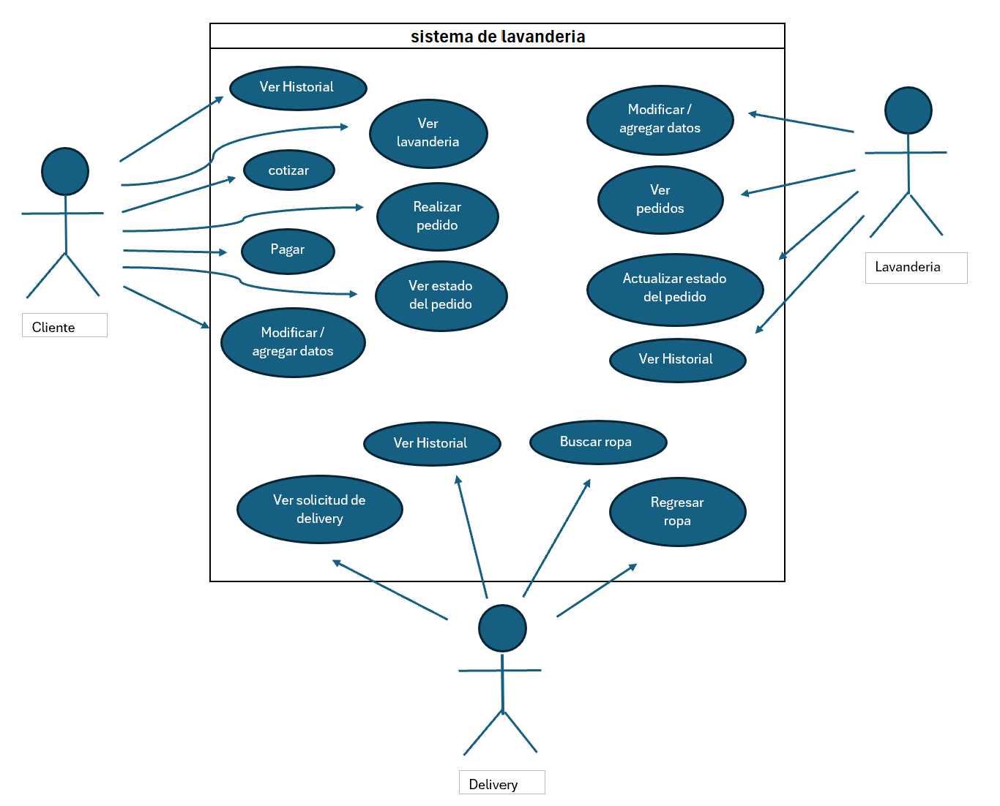 sistema de lavanderia
Ver Historial
Ver
lavanderia
cotizar
Realizar
pedido
Pagar
Ver estado
del pedido
Modificar /
agregar datos
Cliente
Modificar /
agregar datos
Ver
pedidos
Actualizar estado
del pedido
Ver Historial
Lavanderia
Ver Historial
Buscar ropa
Ver solicitud de
delivery
Regresar
ropa
Delivery